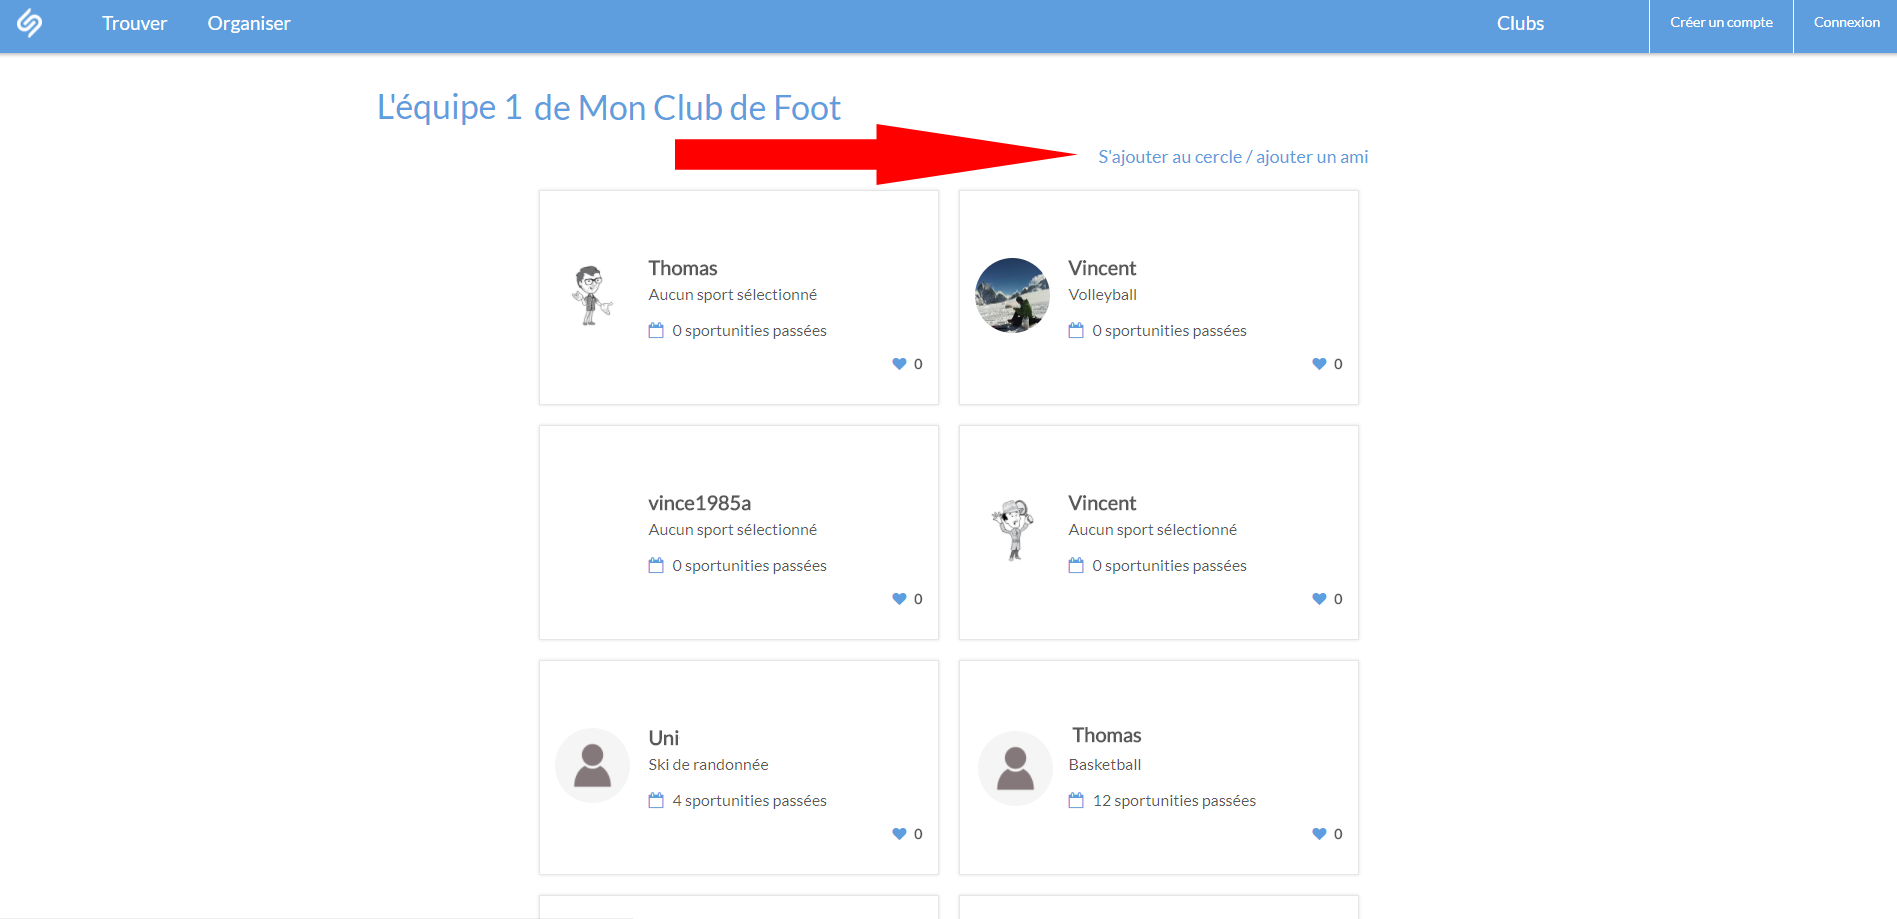 Trouver Organiser Clubs Créer un compte Connexion
L'équipe 1 de Mon Club de Foot
S'ajouter au cercle / ajouter un ami
Thomas
Aucun sport sélectionné
0 sportunities passées
0
Vincent
Volleyball
0 sportunities passées
0
vince1985a
Aucun sport sélectionné
0 sportunities passées
0
Vincent
Aucun sport sélectionné
0 sportunities passées
0
Uni
Ski de randonnée
4 sportunities passées
0
Thomas
Basketball
12 sportunities passées
0